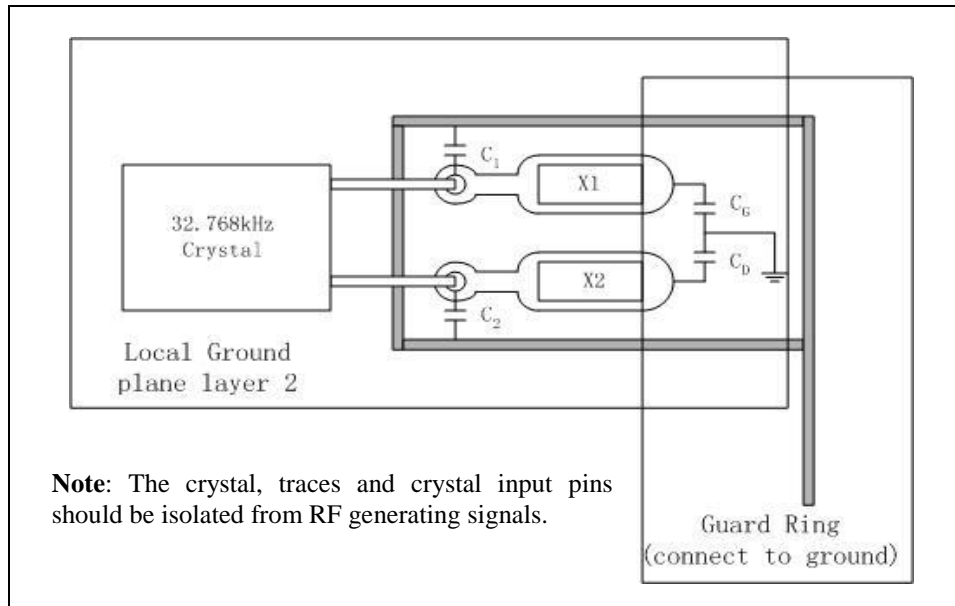 C1
X1
CG
32.768kHz
Crystal
CD
X2
C2
Local Ground
plane layer 2
Note: The crystal, traces and crystal input pins
should be isolated from RF generating signals.
Guard Ring
(connect to ground)